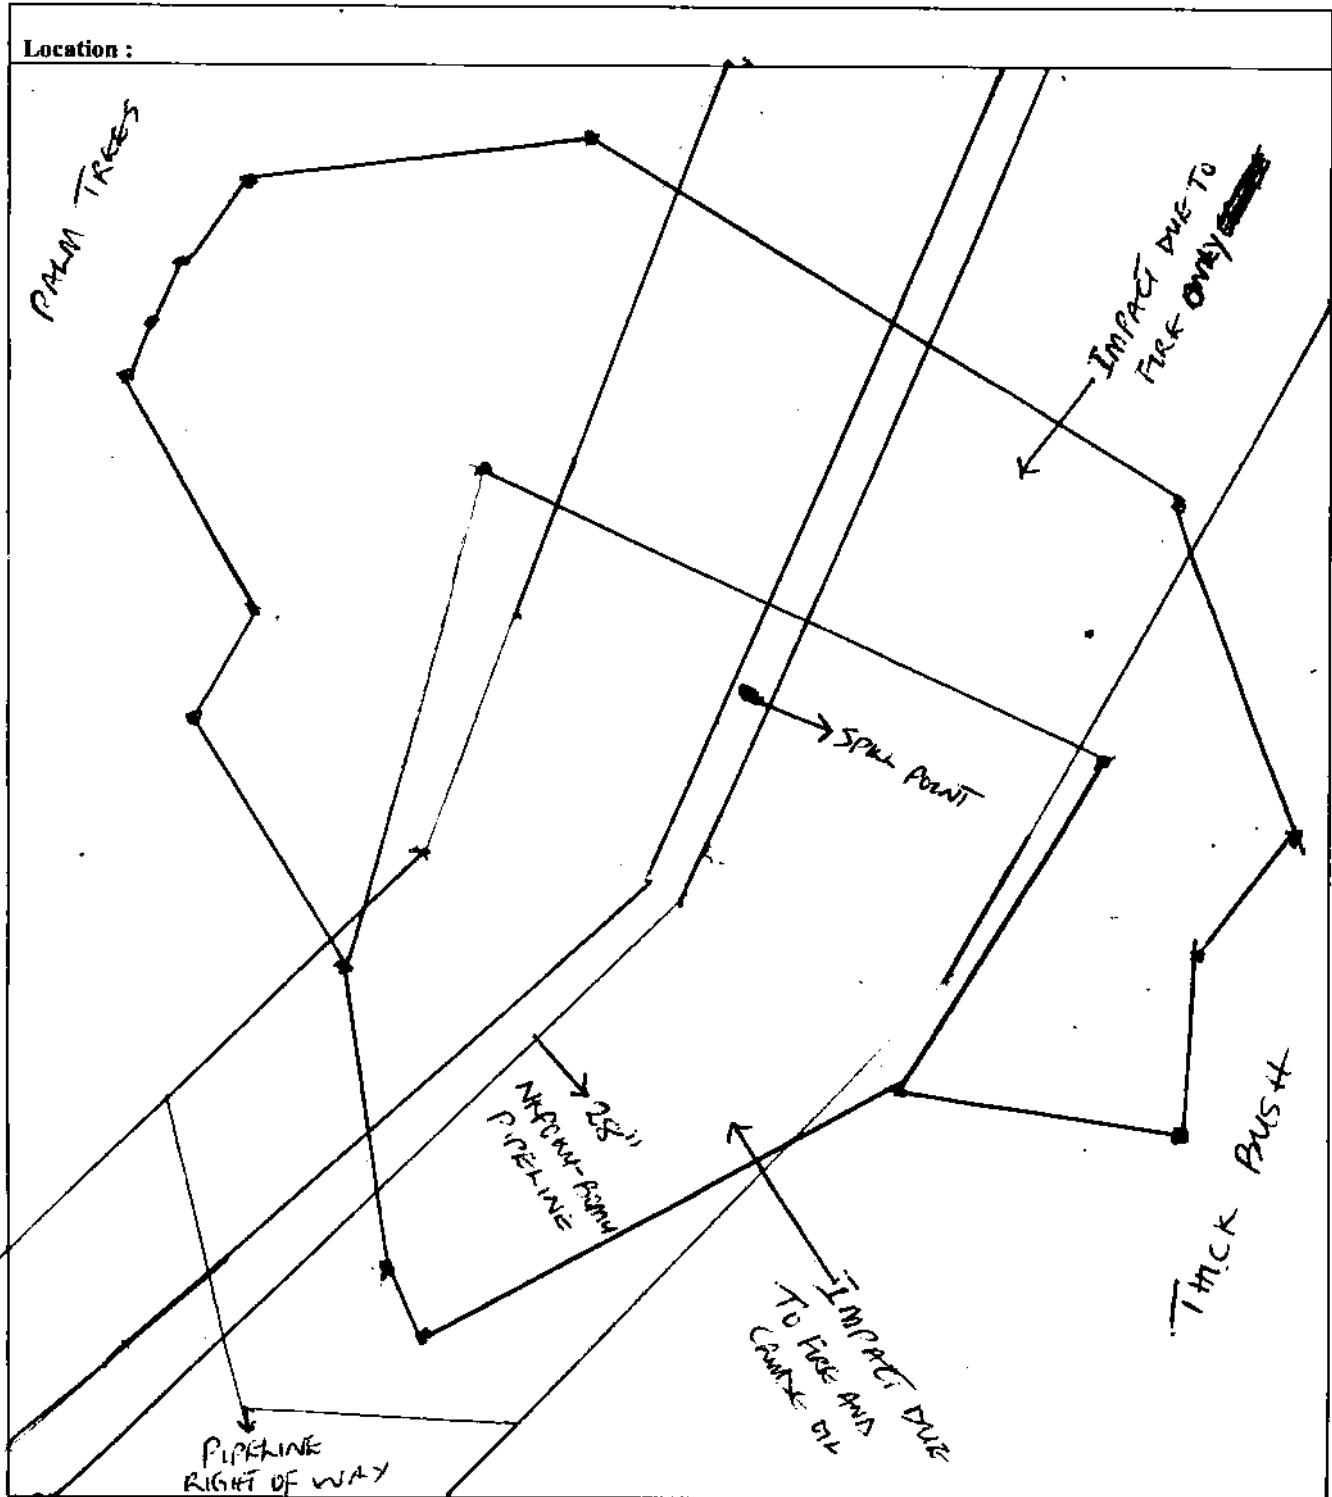 Location :
PALM TREES
IMPACT DUE TO
FIRE ONLY
SPILL POINT
28"
PIPELINE
IMPACT DUE
TO FIRE AND
CRUDE OIL
THICK BUSH
PIPELINE
RIGHT OF WAY